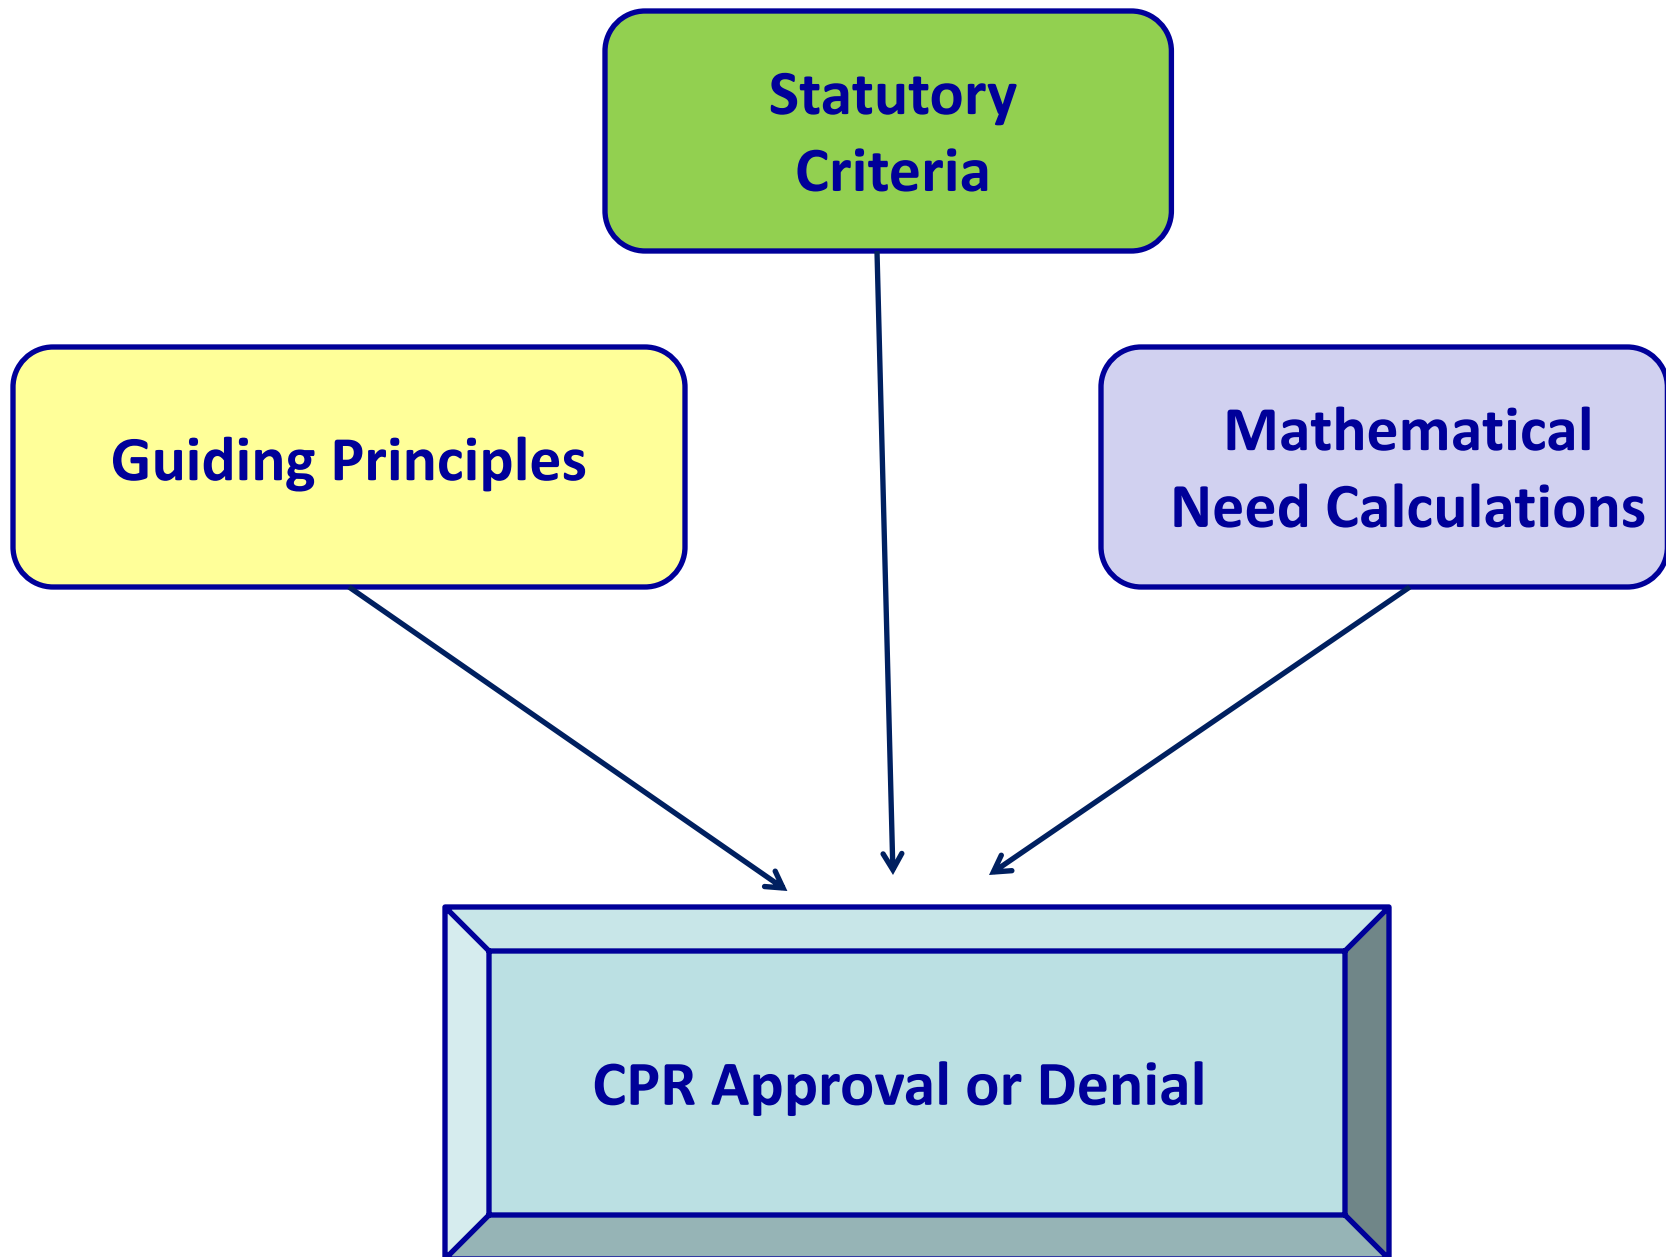 Statutory
Criteria
Guiding Principles
Mathematical
Need Calculations
CPR Approval or Denial